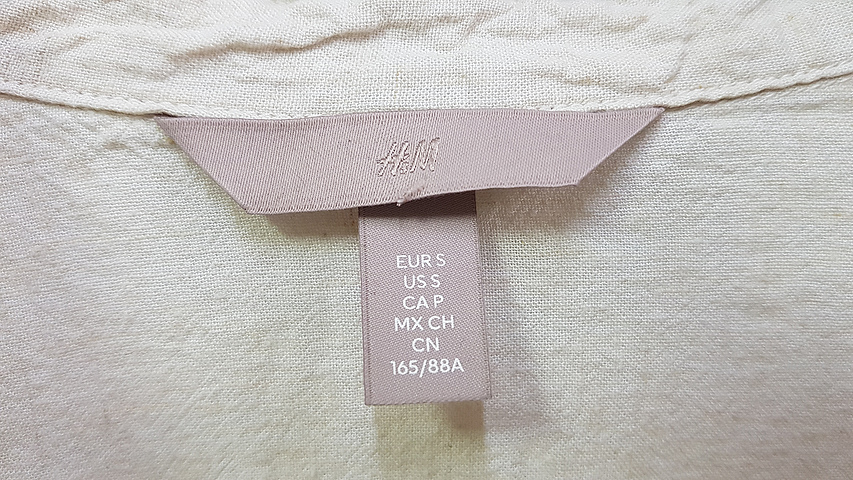 H&M
EUR S
US S
CA P
MX CH
CN
165/88A